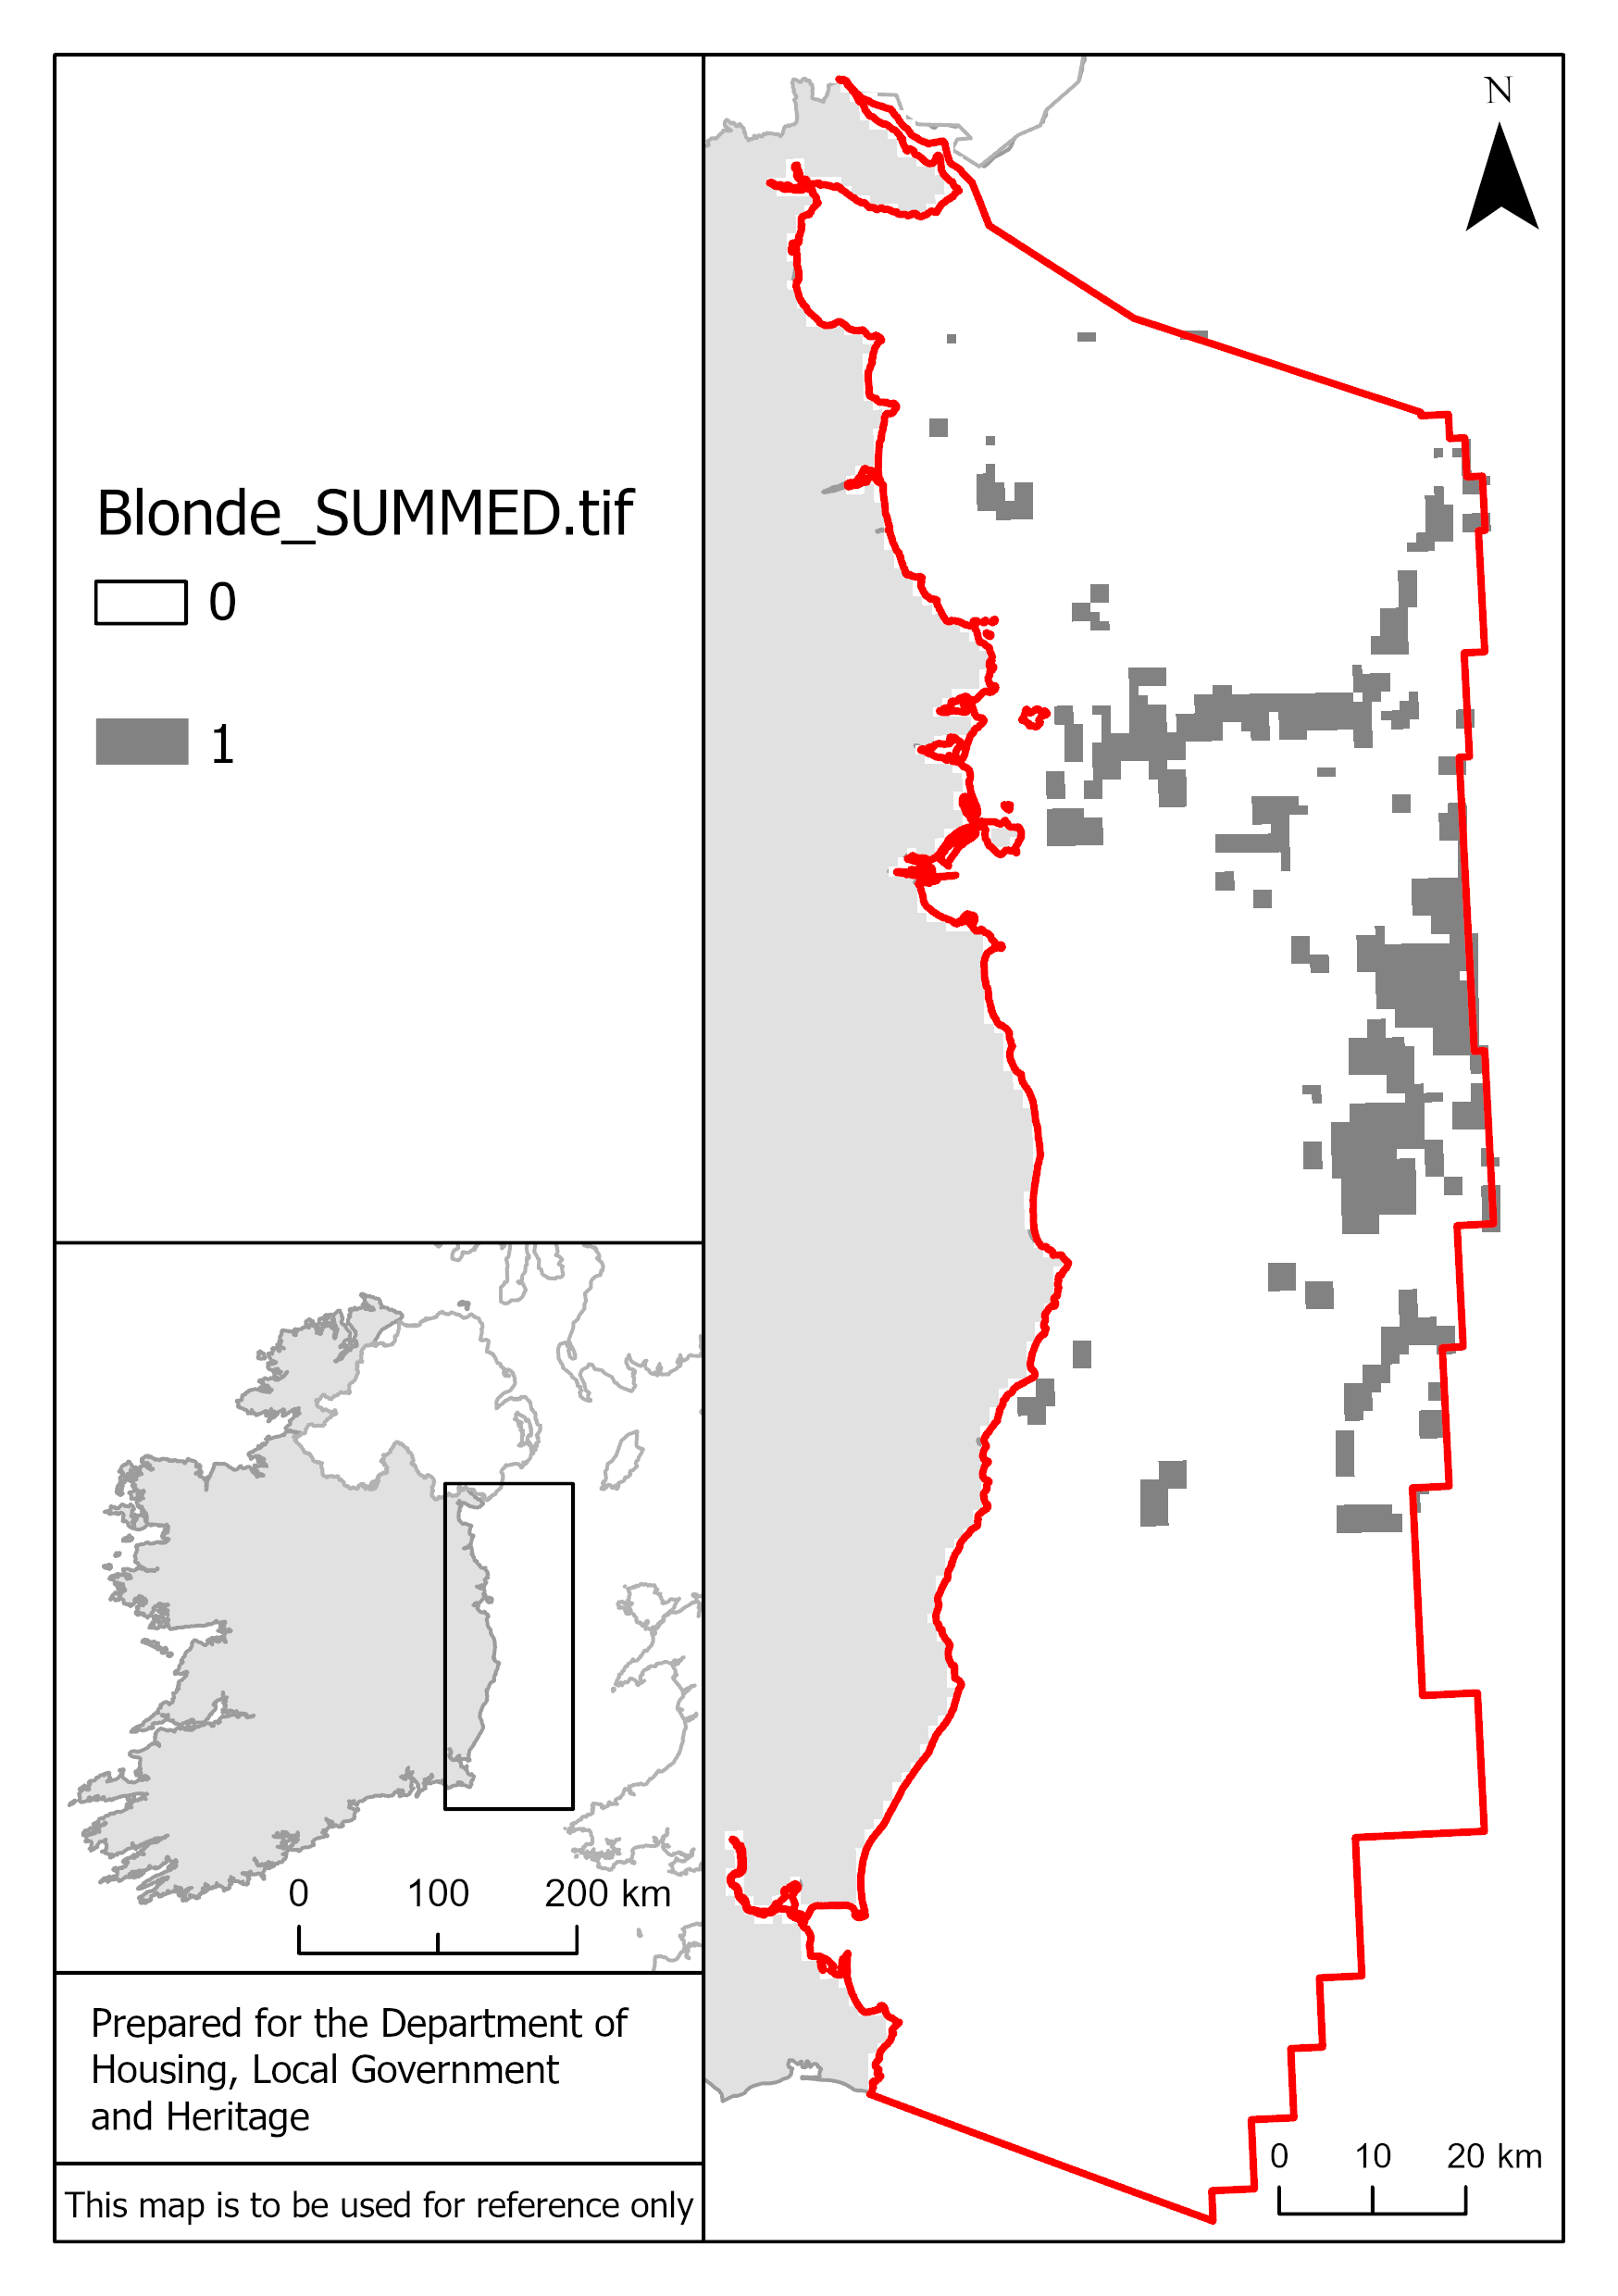 Blonde_SUMMED.tif
0
1
0 100 200 km
Prepared for the Department of
Housing, Local Government
and Heritage
This map is to be used for reference only
N
0 10 20 km